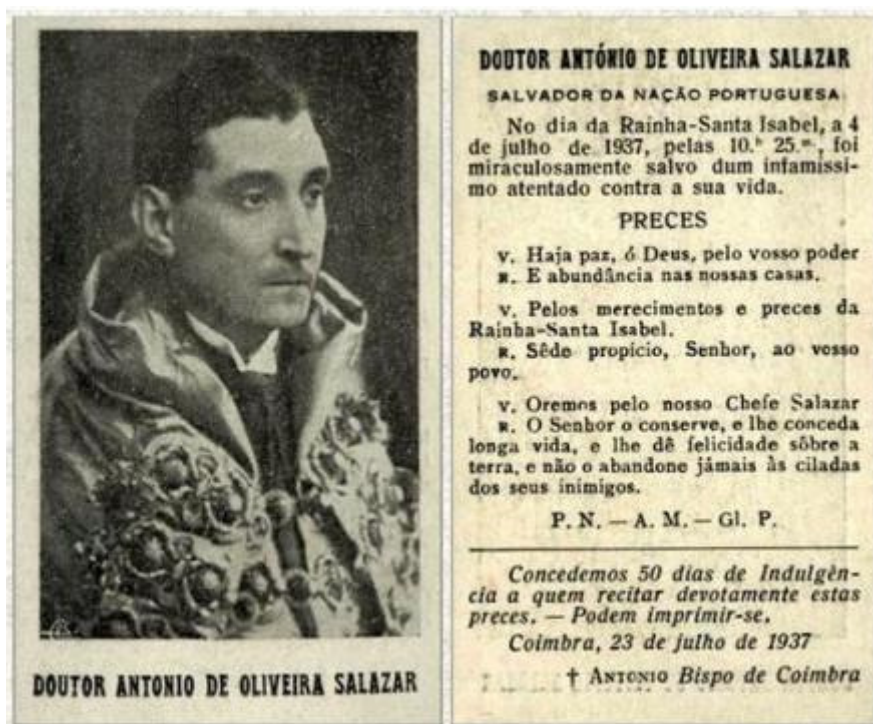 DOUTOR ANTONIO DE OLIVEIRA SALAZAR
DOUTOR ANTÓNIO DE OLIVEIRA SALAZAR
SALVADOR DA NAÇÃO PORTUGUESA
No dia da Raínha-Santa Isabel, a 4
de julho de 1937, pelas 10.h 25.m, foi
miraculosamente salvo dum infamíssi-
mo atentado contra a sua vida.
PRECES
V. Haja paz, ó Deus, pelo vosso poder
R. E abundância nas nossas casas.
V. Pelos merecimentos e preces da
Raínha-Santa Isabel.
R. Sêde propício, Senhor, ao vosso
povo.
V. Oremos pelo nosso Chefe Salazar
R. O Senhor o conserve, e lhe conceda
longa vida, e lhe dê felicidade sôbre a
terra, e não o abandone jámais às ciladas
dos seus inimigos.
P. N. — A. M. — Gl. P.
Concedemos 50 dias de Indulgên-
cia a quem recitar devotamente estas
preces. — Podem imprimir-se.
Coimbra, 23 de julho de 1937
† ANTONIO Bispo de Coimbra